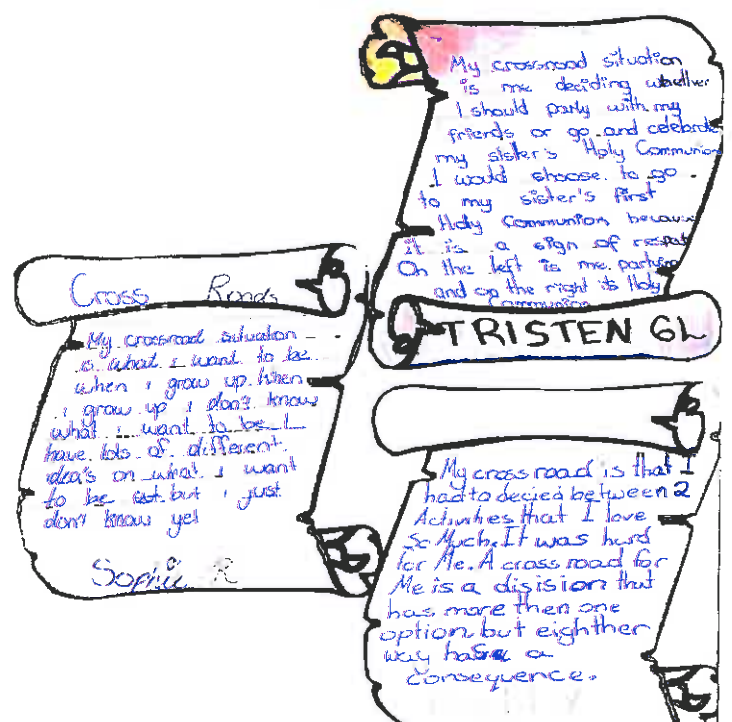 My crossroad situation
is me deciding whether
I should party with my
friends or go and celebrate
my sister's Holy Communion
I would shoose to go.
to my sister's first
Holy Communion because
it is a sign of respect
On the left is me partying
and on the right is Holy
Communion
TRISTEN 6L
Cross Roads
My crossroad situation
is what i want to be
when i grow up. When
i grow up i don't know
what i want to be I
have lots of different
idea's on what I want
to be but i just
don't know yet
Sophie R
My cross road is that I
had to decied between 2
Activities that I love
So Much. It was hard
for Me. A cross road for
Me is a disision that
has more then one
option but eighther
way has a
consequence.